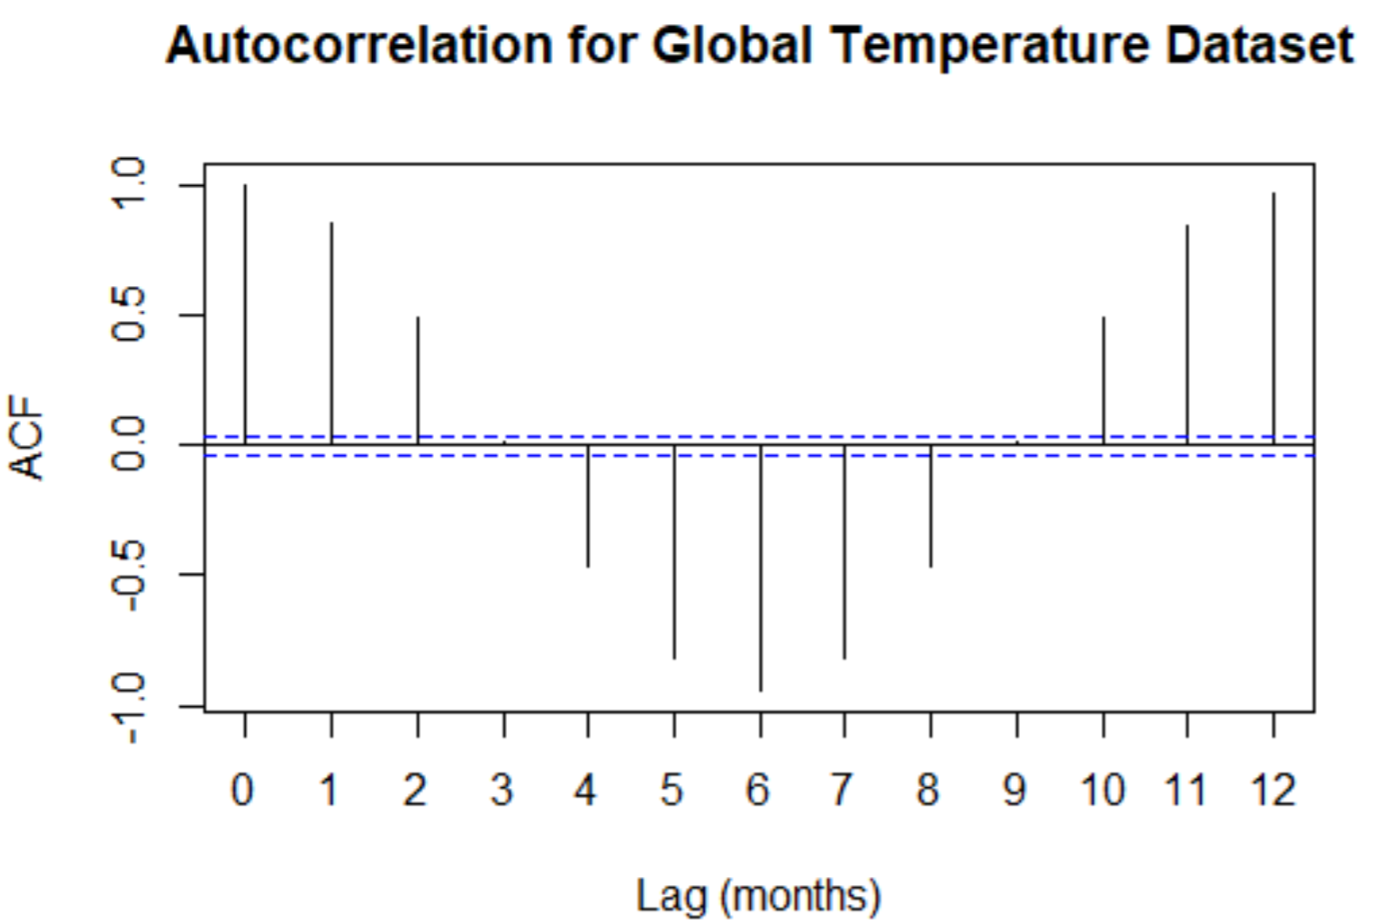 Autocorrelation for Global Temperature Dataset
ACF
1.0
0.5
0.0
-0.5
-1.0
0 1 2 3 4 5 6 7 8 9 10 11 12
Lag (months)